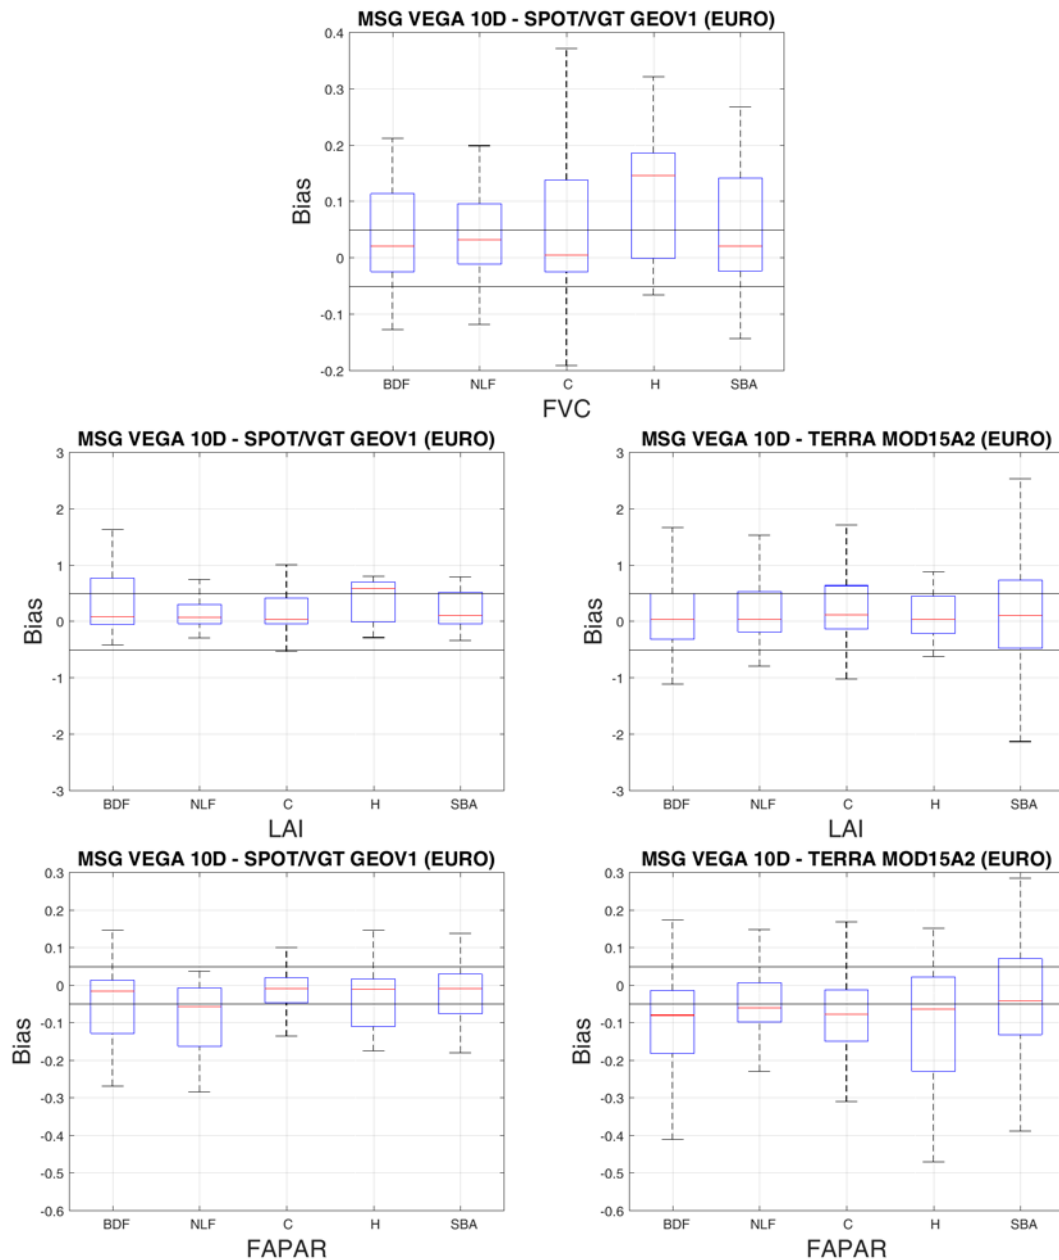 MSG VEGA 10D - SPOT/VGT GEOV1 (EURO)
0.4
0.3
0.2
0.1
0
-0.1
-0.2
Bias
BDF NLF C H SBA
FVC
MSG VEGA 10D - SPOT/VGT GEOV1 (EURO)
3
2
1
0
-1
-2
-3
Bias
BDF NLF C H SBA
LAI
MSG VEGA 10D - TERRA MOD15A2 (EURO)
3
2
1
0
-1
-2
-3
Bias
BDF NLF C H SBA
LAI
MSG VEGA 10D - SPOT/VGT GEOV1 (EURO)
0.3
0.2
0.1
0
-0.1
-0.2
-0.3
-0.4
-0.5
-0.6
Bias
BDF NLF C H SBA
FAPAR
MSG VEGA 10D - TERRA MOD15A2 (EURO)
0.3
0.2
0.1
0
-0.1
-0.2
-0.3
-0.4
-0.5
-0.6
Bias
BDF NLF C H SBA
FAPAR